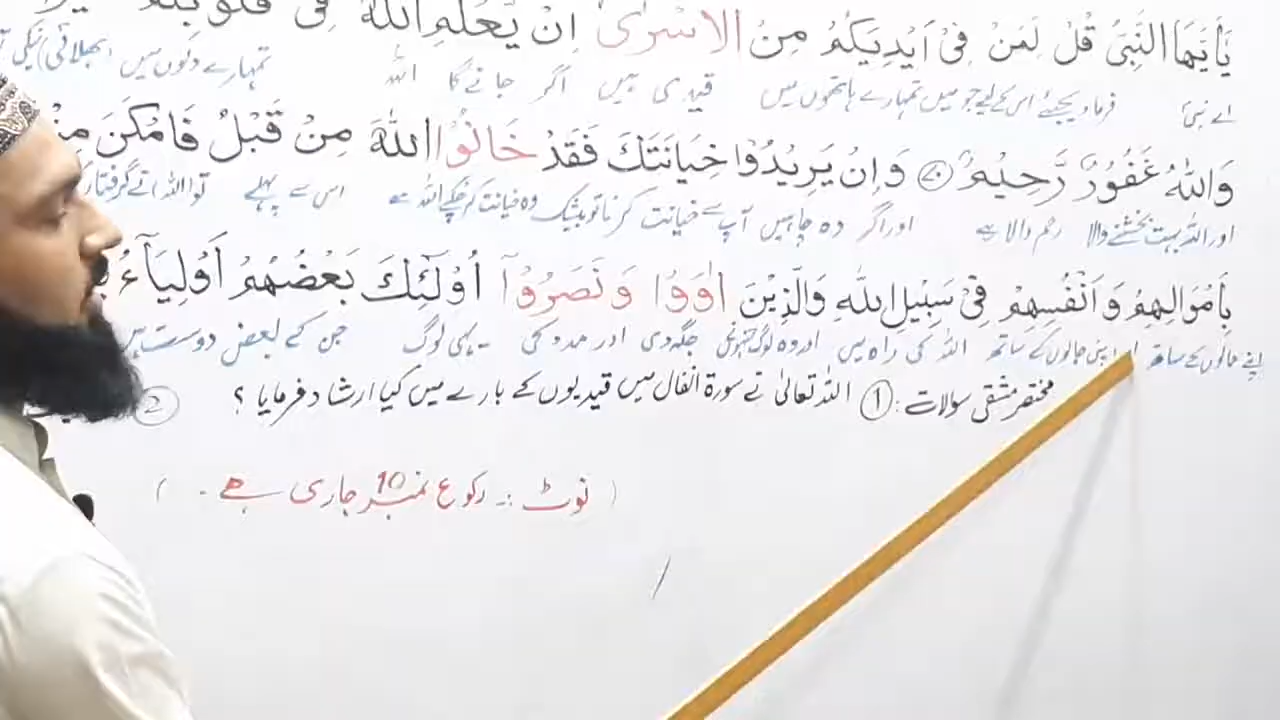 يٰٓاَيُّهَا النَّبِىُّ قُلْ لِّمَنْ فِىْۤ اَيْدِيْكُمْ مِنَ الْاَسْرٰىۤ اِنْ يَّعْلَمِ اللّٰهُ فِىْ
اے نبیؐ فرما دیجیئے اس کے لیے جو میں تمہارے ہاتھوں میں قیدی ہیں اگر جانے گا اللہ تمہارے دلوں میں بھلائی نیکی
وَاللّٰهُ غَفُوْرٌ رَّحِيْمٌ ۷۰ وَاِنْ يُّرِيْدُوْا خِيَانَتَكَ فَقَدْ خَانُوا اللّٰهَ مِنْ قَبْلُ فَاَمْكَنَ
اور اللہ بہت بخشنے والا رحم والا ہے اور اگر وہ چاہیں آپ سے خیانت کرنا تو بیشک وہ خیانت کر چکے اللہ سے اس سے پہلے تو اللہ نے گرفتار
بِاَمْوَالِهِمْ وَاَنْفُسِهِمْ فِىْ سَبِيْلِ اللّٰهِ وَالَّذِيْنَ اٰوَوْا وَنَصَرُوْۤا اُولٰٓئِكَ بَعْضُهُمْ اَوْلِيَآءُ
اپنے مالوں کے ساتھ اپنی جانوں کے ساتھ اللہ کی راہ میں اور وہ لوگ جنہوں نے جگہ دی اور مدد کی یہی لوگ جن کے بعض دوست ہیں
مختصر مشقی سولات : ① اللہ تعالیٰ نے سورۃ انفال میں قیدیوں کے بارے میں کیا ارشاد فرمایا ؟ ②
( نوٹ :۔ رکوع نمبر 10 جاری ہے ۔ )